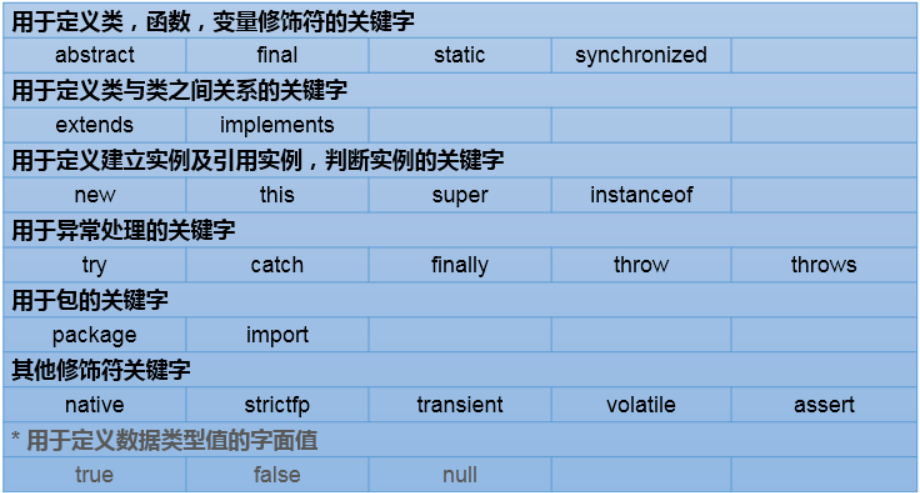 用于定义类，函数，变量修饰符的关键字
abstract final static synchronized
用于定义类与类之间关系的关键字
extends implements
用于定义建立实例及引用实例，判断实例的关键字
new this super instanceof
用于异常处理的关键字
try catch finally throw throws
用于包的关键字
package import
其他修饰符关键字
native strictfp transient volatile assert
* 用于定义数据类型值的字面值
true false null